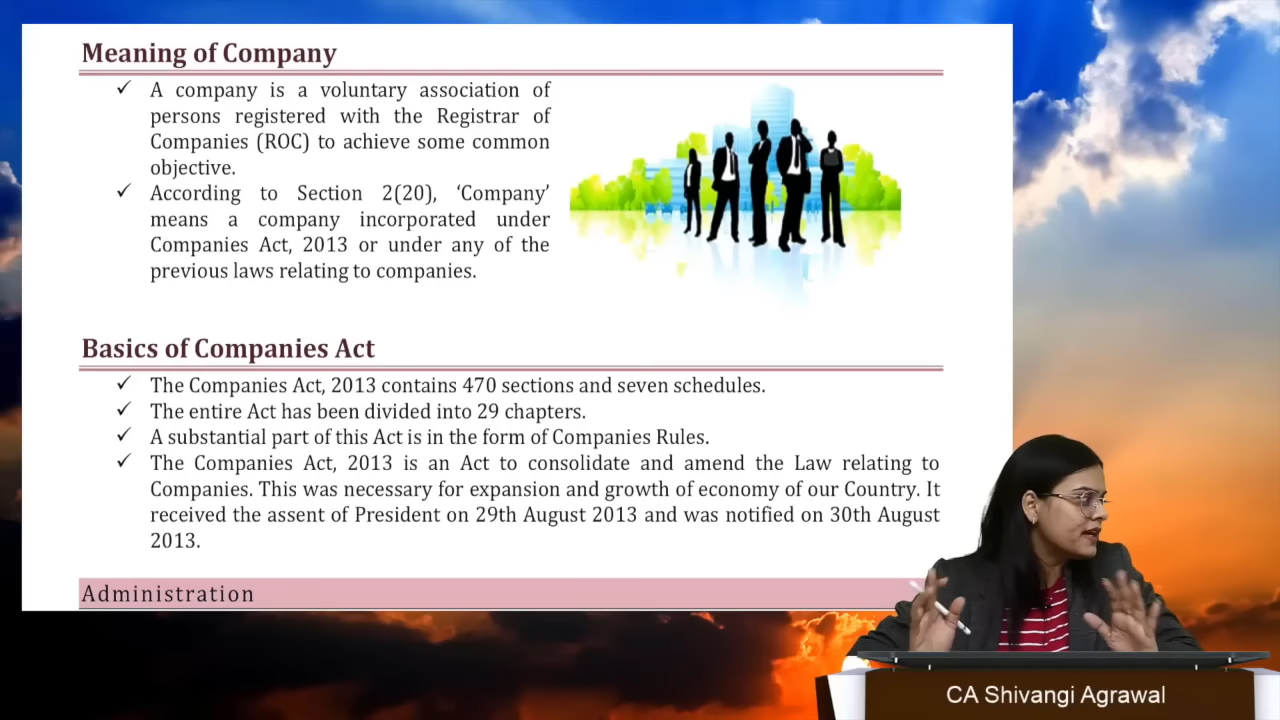 Meaning of Company
✓ A company is a voluntary association of
persons registered with the Registrar of
Companies (ROC) to achieve some common
objective.
✓ According to Section 2(20), ‘Company’
means a company incorporated under
Companies Act, 2013 or under any of the
previous laws relating to companies.
Basics of Companies Act
✓ The Companies Act, 2013 contains 470 sections and seven schedules.
✓ The entire Act has been divided into 29 chapters.
✓ A substantial part of this Act is in the form of Companies Rules.
✓ The Companies Act, 2013 is an Act to consolidate and amend the Law relating to
Companies. This was necessary for expansion and growth of economy of our Country. It
received the assent of President on 29th August 2013 and was notified on 30th August
2013.
Administration
CA Shivangi Agrawal